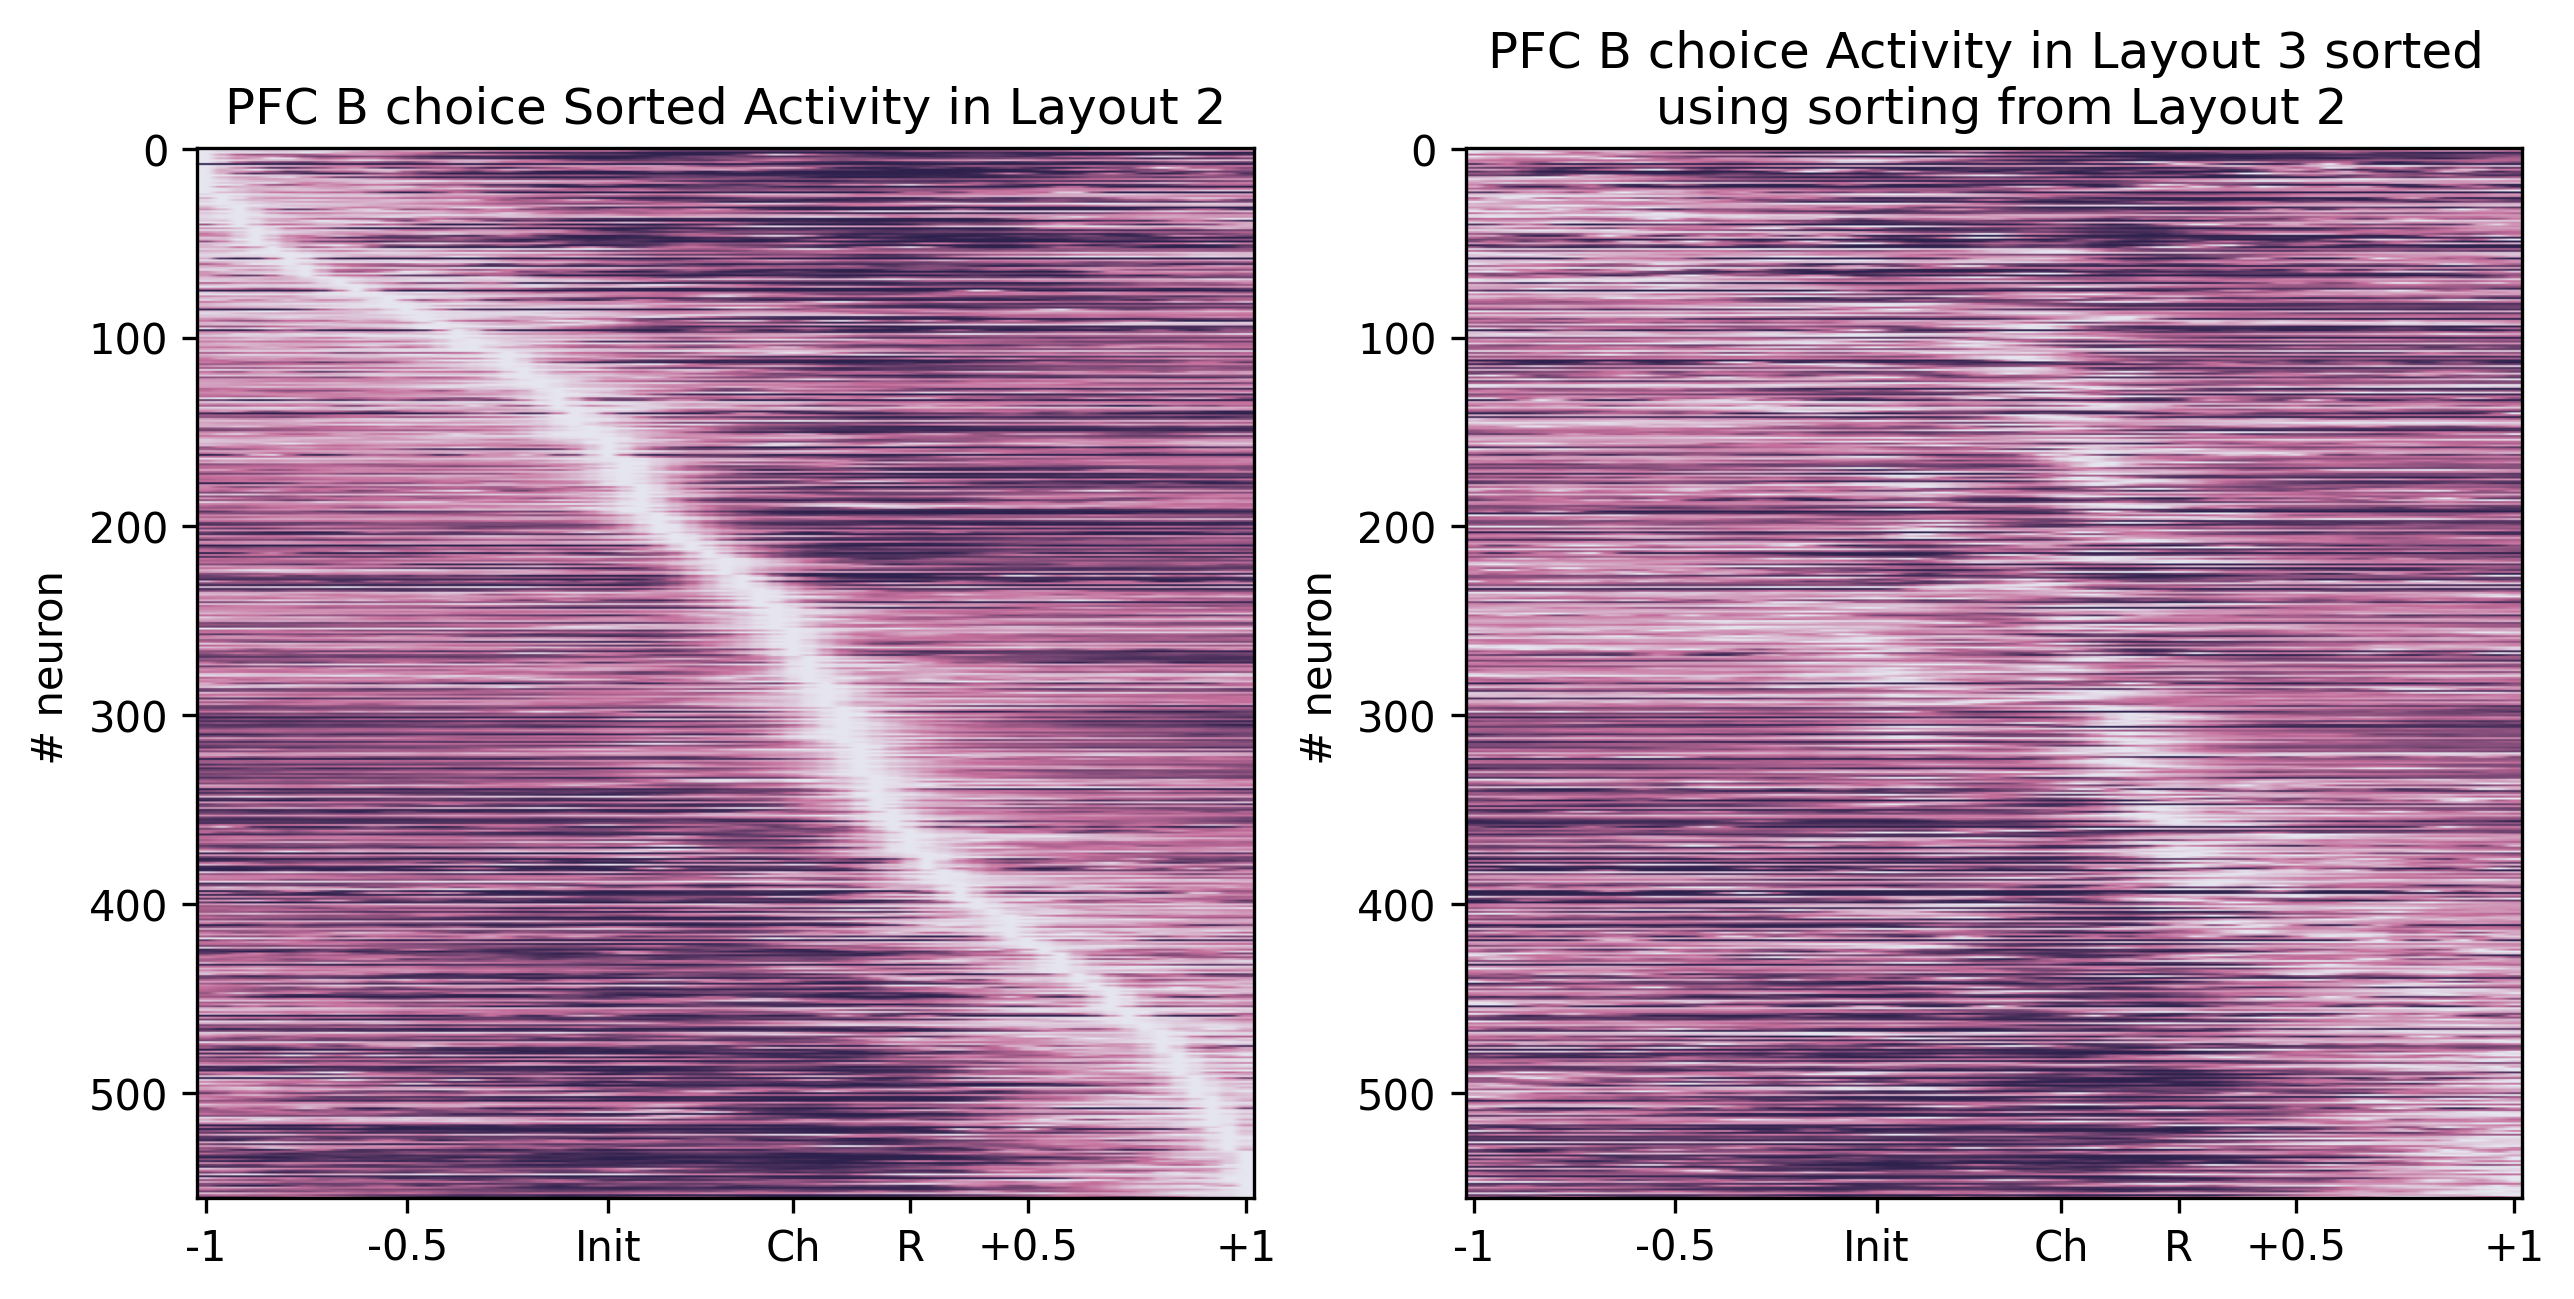 PFC B choice Sorted Activity in Layout 2
0
100
200
300
400
500
# neuron
-1 -0.5 Init Ch R +0.5 +1
PFC B choice Activity in Layout 3 sorted
using sorting from Layout 2
0
100
200
300
400
500
# neuron
-1 -0.5 Init Ch R +0.5 +1